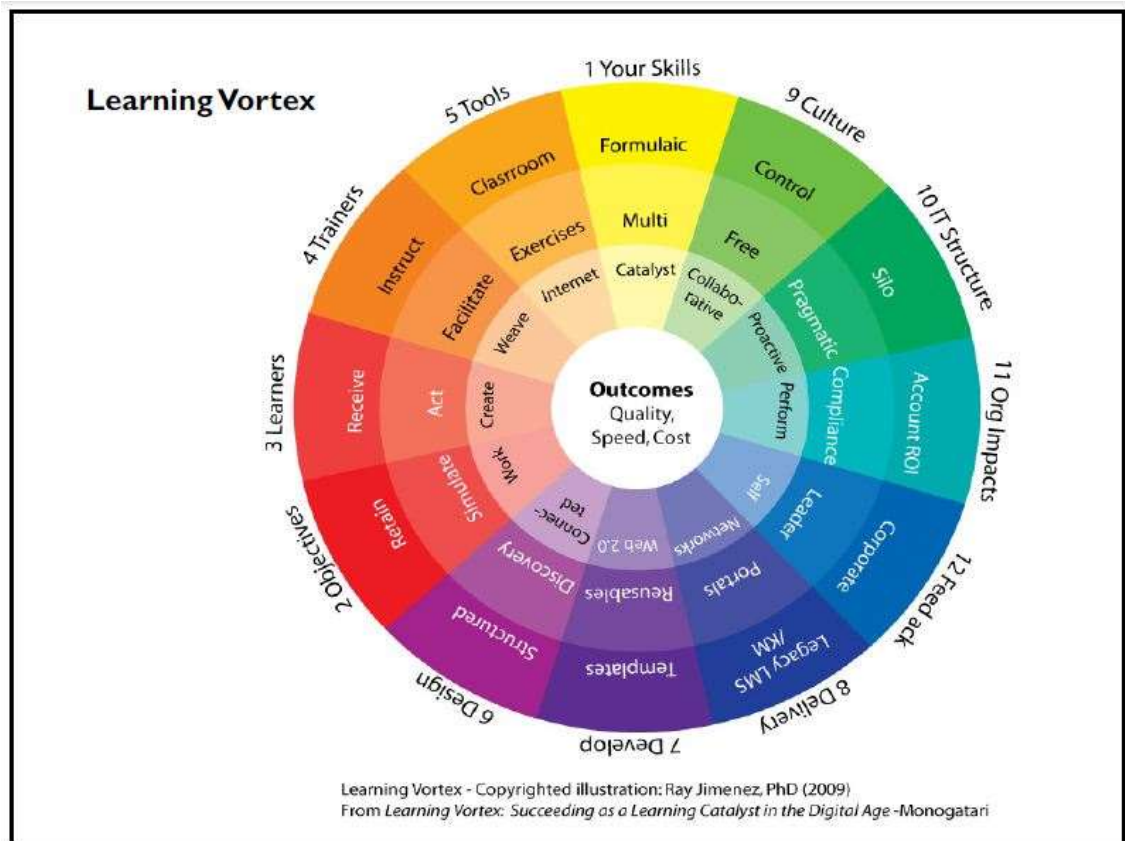 Learning Vortex
1 Your Skills
Formulaic
Multi
Catalyst
9 Culture
Control
Free
Collabo-
rative
10 IT Structure
Silo
Pragmatic
Proactive
11 Org Impacts
Account ROI
Compliance
Perform
12 Feed ack
Corporate
Leader
Self
8 Delivery
Legacy LMS
/KM
Portals
Networks
7 Develop
Templates
Reusables
Web 2.0
6 Design
Structured
Discovery
Connec-
ted
2 Objectives
Retain
Simulate
Work
3 Learners
Receive
Act
Create
4 Trainers
Instruct
Facilitate
Weave
5 Tools
Clasrroom
Exercises
Internet
Outcomes
Quality,
Speed, Cost
Learning Vortex - Copyrighted illustration: Ray Jimenez, PhD (2009)
From Learning Vortex: Succeeding as a Learning Catalyst in the Digital Age -Monogatari